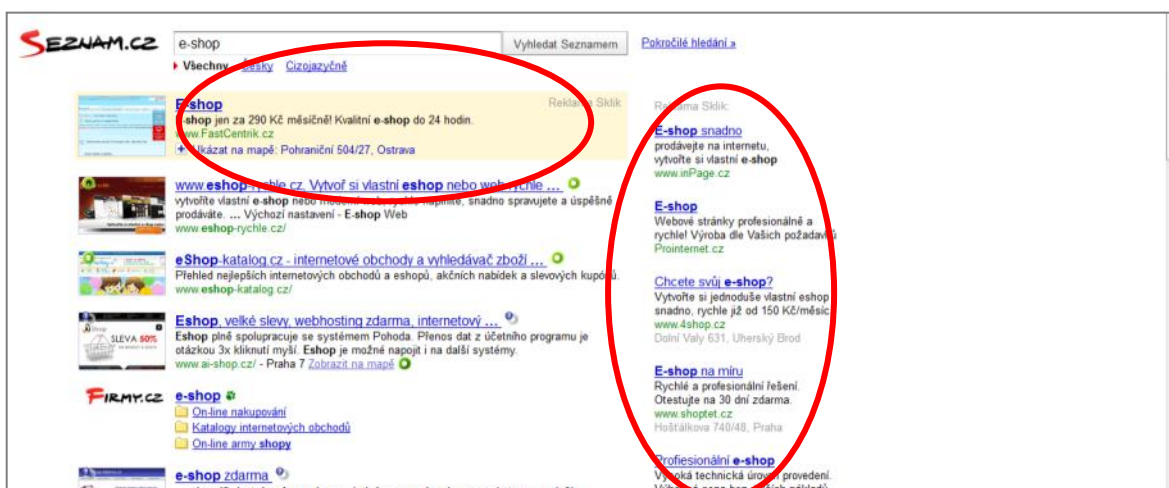 SEZNAM.CZ
e-shop
Vyhledat Seznamem
Pokročilé hledání »
Všechny Česky Cizojazyčně
E-shop
Reklama Sklik
E-shop jen za 290 Kč měsíčně! Kvalitní e-shop do 24 hodin.
www.FastCentrik.cz
Ukázat na mapě: Pohraniční 504/27, Ostrava
www.eshop-rychle.cz. Vytvoř si vlastní eshop nebo web rychle ...
vytvoříte vlastní e-shop nebo moderní web, rychle naplníte, snadno spravujete a úspěšně
prodáváte. ... Výchozí nastavení - E-shop Web
www.eshop-rychle.cz/
eShop-katalog.cz - internetové obchody a vyhledávač zboží ...
Přehled nejlepších internetových obchodů a eshopů, akčních nabídek a slevových kupónů.
www.eshop-katalog.cz/
SLEVA 50%
Eshop, velké slevy, webhosting zdarma, internetový ...
Eshop plně spolupracuje se systémem Pohoda. Přenos dat z účetního programu je
otázkou 3x kliknutí myší. Eshop je možné napojit i na další systémy.
www.ai-shop.cz/ - Praha 7 Zobrazit na mapě
FIRMY.CZ
e-shop
On-line nakupování
Katalogy internetových obchodů
On-line army shopy
e-shop zdarma
Reklama Sklik:
E-shop snadno
prodávejte na internetu,
vytvořte si vlastní e-shop
www.inPage.cz
E-shop
Webové stránky profesionálně a
rychle! Výroba dle Vašich požadavků
Prointernet.cz
Chcete svůj e-shop?
Vytvořte si jednoduše vlastní eshop
snadno, rychle již od 150 Kč/měsíc
www.4shop.cz
Dolní Valy 631, Uherský Brod
E-shop na míru
Rychlé a profesionální řešení.
Otestujte na 30 dní zdarma.
www.shoptet.cz
Hošťálkova 740/48, Praha
Profiesionální e-shop
Vysoká technická úroveň provedení.